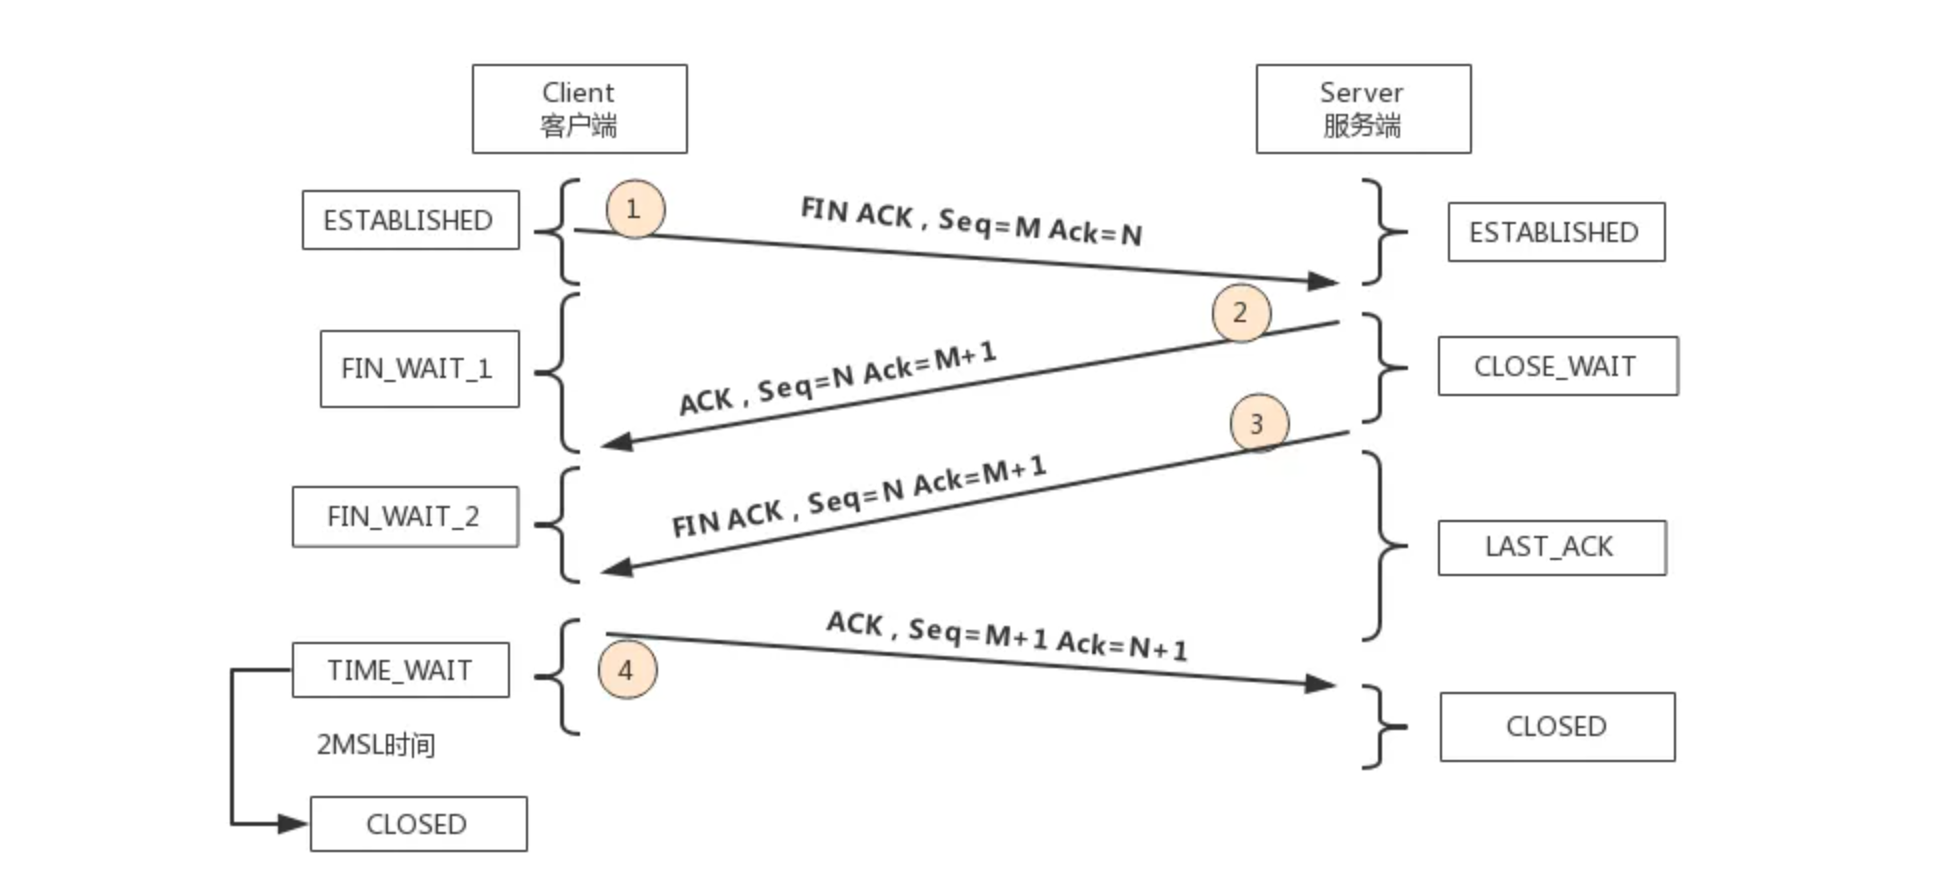 Client
客户端
Server
服务端
ESTABLISHED
1
FIN ACK , Seq=M Ack=N
ESTABLISHED
2
FIN_WAIT_1
ACK , Seq=N Ack=M+1
CLOSE_WAIT
3
FIN_WAIT_2
FIN ACK , Seq=N Ack=M+1
LAST_ACK
ACK , Seq=M+1 Ack=N+1
TIME_WAIT
4
2MSL时间
CLOSED
CLOSED